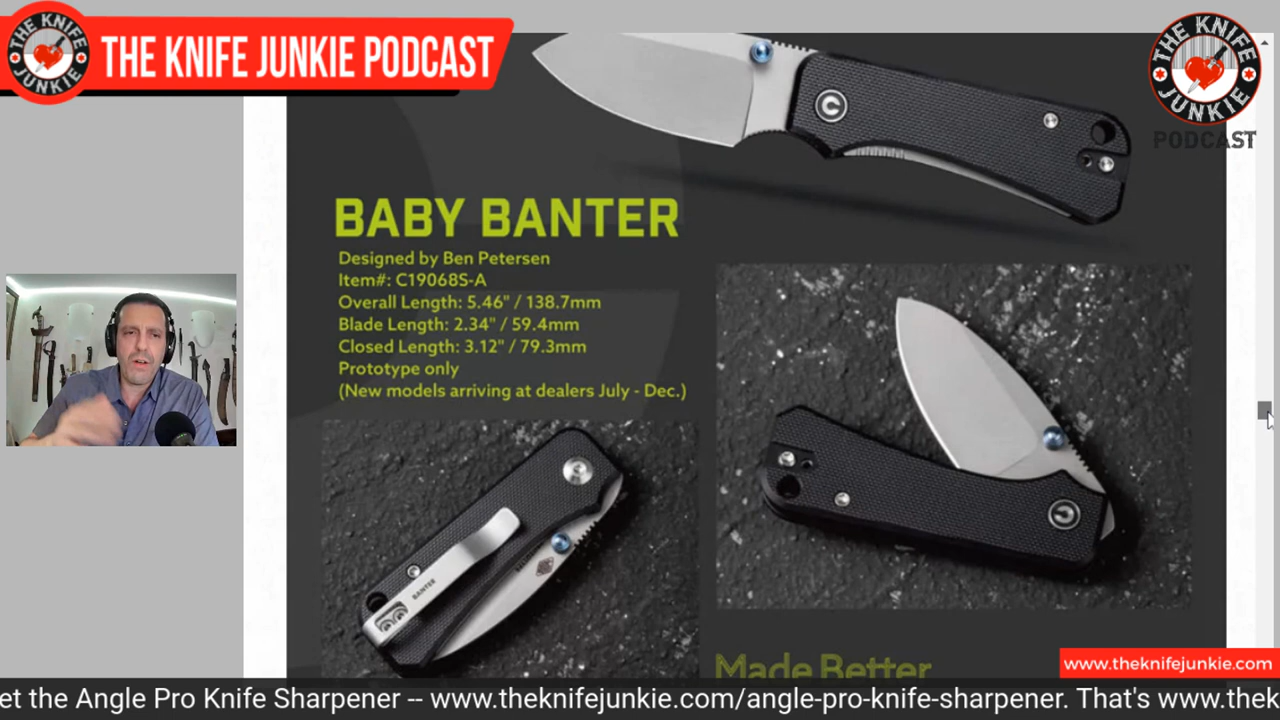 THE KNIFE JUNKIE
THE KNIFE JUNKIE PODCAST
THE KNIFE JUNKIE
PODCAST
BABY BANTER
Designed by Ben Petersen
Item#: C19068S-A
Overall Length: 5.46" / 138.7mm
Blade Length: 2.34" / 59.4mm
Closed Length: 3.12" / 79.3mm
Prototype only
(New models arriving at dealers July - Dec.)
BANTER
Made Better
www.theknifejunkie.com
et the Angle Pro Knife Sharpener -- www.theknifejunkie.com/angle-pro-knife-sharpener. That's www.thek